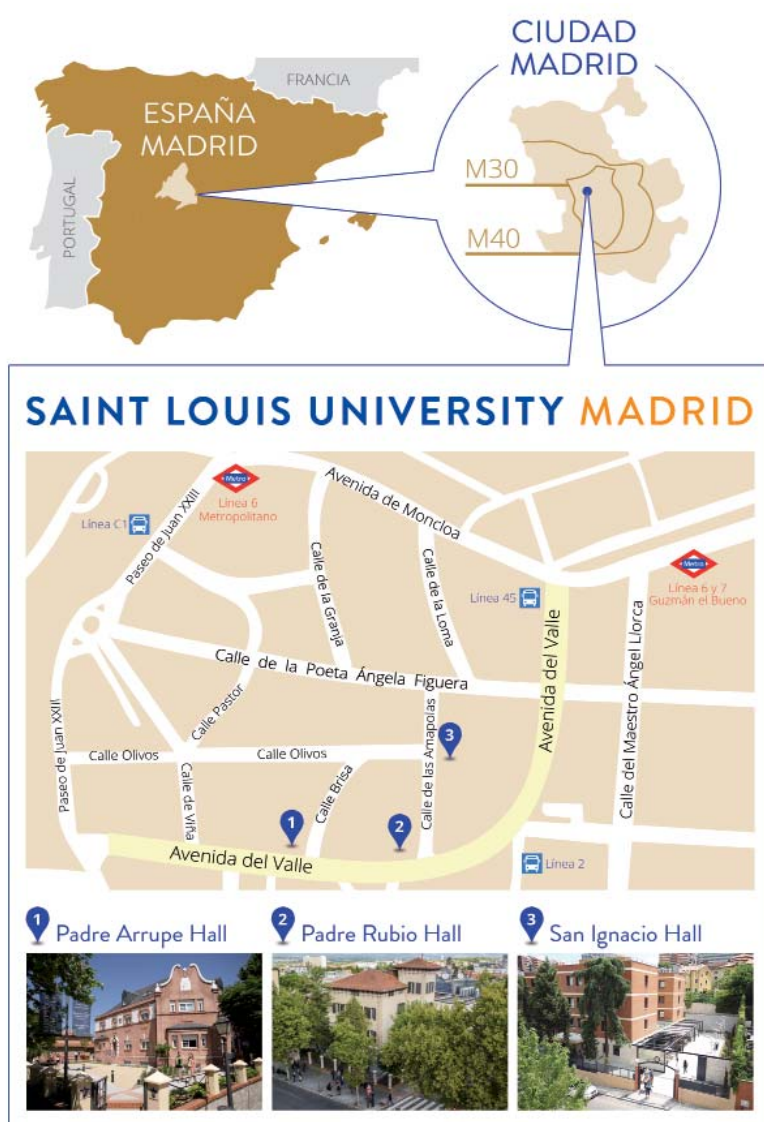 CIUDAD
MADRID
FRANCIA
ESPAÑA
MADRID
PORTUGAL
M30
M40
SAINT LOUIS UNIVERSITY MADRID
Metro
Línea 6
Metropolitano
Línea C1
Paseo de Juan XXIII
Avenida de Moncloa
Metro
Línea 6 y 7
Guzmán el Bueno
Línea 45
Calle de la Granja
Calle de la Loma
Avenida del Valle
Calle del Maestro Ángel Llorca
Calle de la Poeta Ángela Figuera
Calle Pastor
Calle de las Amapolas
3
Paseo de Juan XXIII
Calle Olivos
Calle Olivos
Calle de Viña
Calle Brisa
1
2
Avenida del Valle
Línea 2
1 Padre Arrupe Hall
2 Padre Rubio Hall
3 San Ignacio Hall